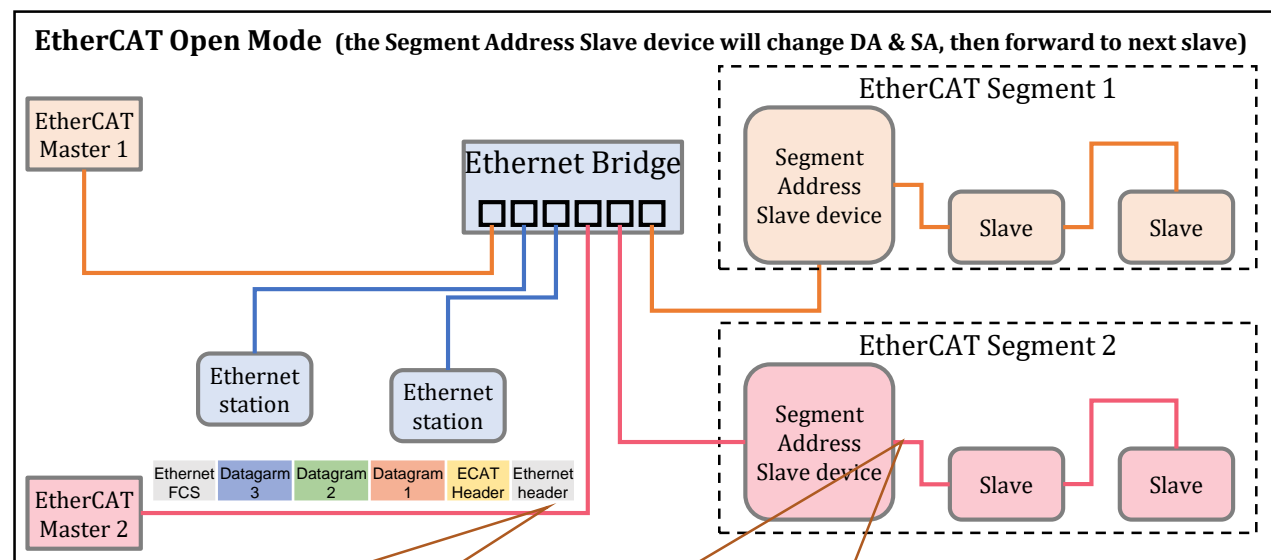 EtherCAT Open Mode (the Segment Address Slave device will change DA & SA, then forward to next slave)
EtherCAT
Master 1
Ethernet Bridge
EtherCAT Segment 1
Segment
Address
Slave device
Slave
Slave
Ethernet
station
Ethernet
station
EtherCAT Segment 2
Segment
Address
Slave device
Slave
Slave
EtherCAT
Master 2
Ethernet
FCS
Datagarm
3
Datagram
2
Datagram
1
ECAT
Header
Ethernet
header